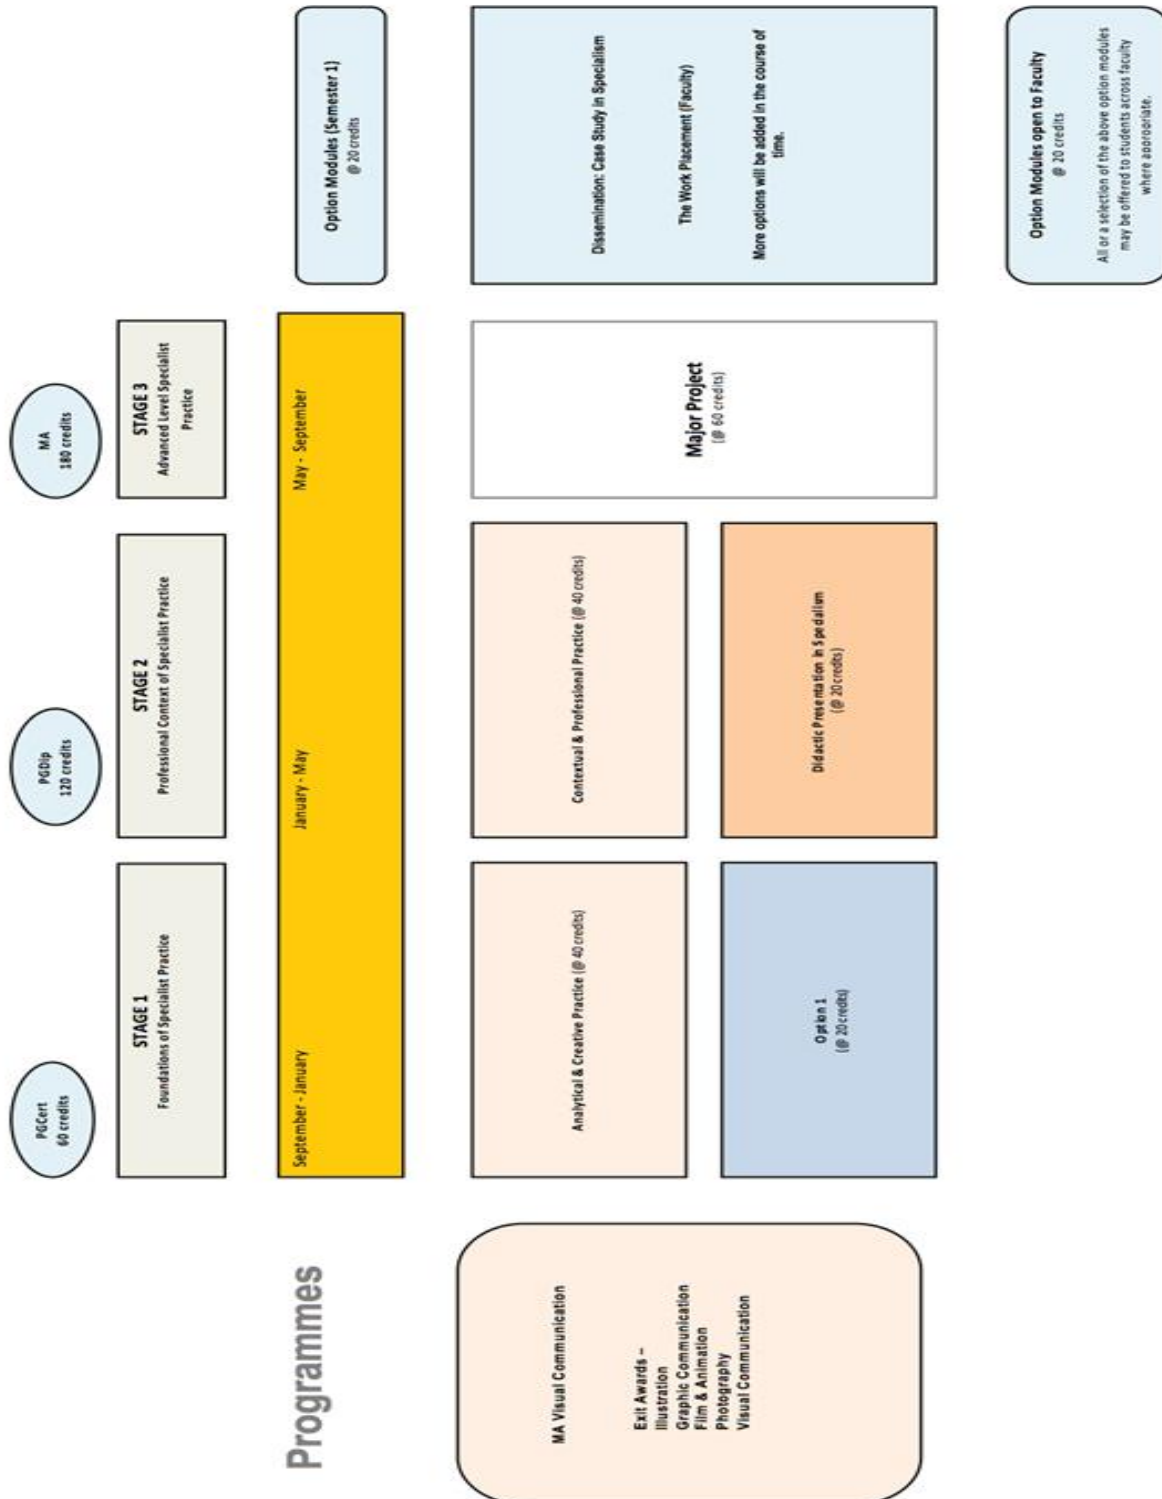 PGCert
60 credits
PGDip
120 credits
MA
180 credits
STAGE 1
Foundations of Specialist Practice
STAGE 2
Professional Context of Specialist Practice
STAGE 3
Advanced Level Specialist
Practice
Programmes
September - January
January - May
May - September
Option Modules (Semester 1)
@ 20 credits
MA Visual Communication
Exit Awards –
Illustration
Graphic Communication
Film & Animation
Photography
Visual Communication
Analytical & Creative Practice (@ 40 credits)
Contextual & Professional Practice (@ 40 credits)
Option 1
(@ 20 credits)
Didactic Presentation in Specialism
(@ 20 credits)
Major Project
(@ 60 credits)
Dissemination: Case Study in Specialism
The Work Placement (Faculty)
More options will be added in the course of
time.
Option Modules open to Faculty
@ 20 credits
All or a selection of the above option modules
may be offered to students across faculty
where appropriate.